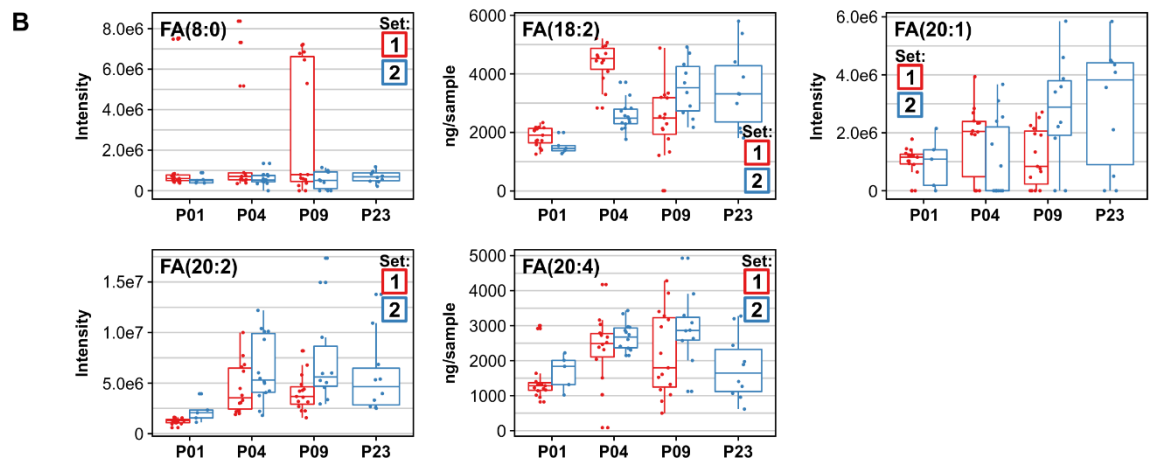 B
FA(8:0)
Set:
1
2
Intensity
8.0e6
6.0e6
4.0e6
2.0e6
0
P01 P04 P09 P23
FA(18:2)
Set:
1
2
ng/sample
6000
4000
2000
0
P01 P04 P09 P23
FA(20:1)
Set:
1
2
Intensity
6.0e6
4.0e6
2.0e6
0
P01 P04 P09 P23
FA(20:2)
Set:
1
2
Intensity
1.5e7
1.0e7
5.0e6
0
P01 P04 P09 P23
FA(20:4)
Set:
1
2
ng/sample
5000
4000
3000
2000
1000
0
P01 P04 P09 P23